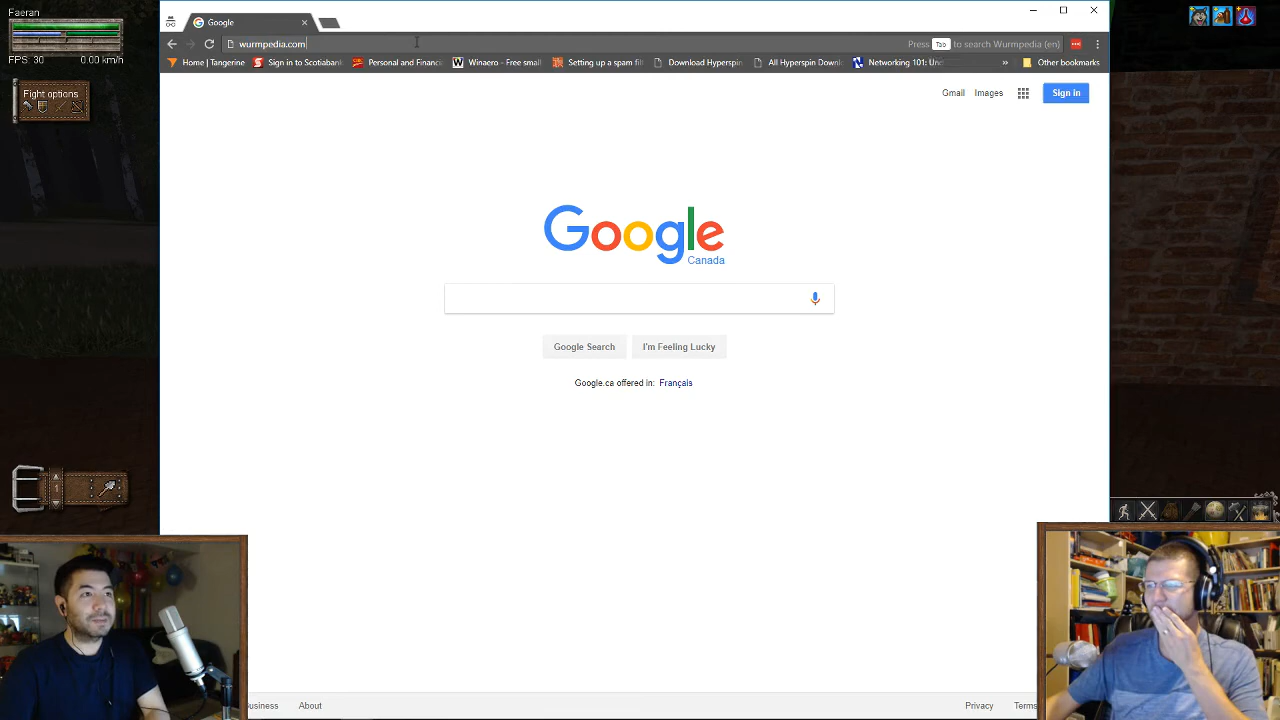 Faeran
FPS: 30 0.00 km/h
Fight options
1
Google
wurmpedia.com
Press Tab to search Wurmpedia (en)
Home | Tangerine
Sign in to Scotiabank
Personal and Financi
Winaero - Free small
Setting up a spam filt
Download Hyperspin
All Hyperspin Downl
Networking 101: Und
»
Other bookmarks
Gmail
Images
Sign in
Google
Canada
Google Search
I'm Feeling Lucky
Google.ca offered in: Français
usiness
About
Privacy
Terms